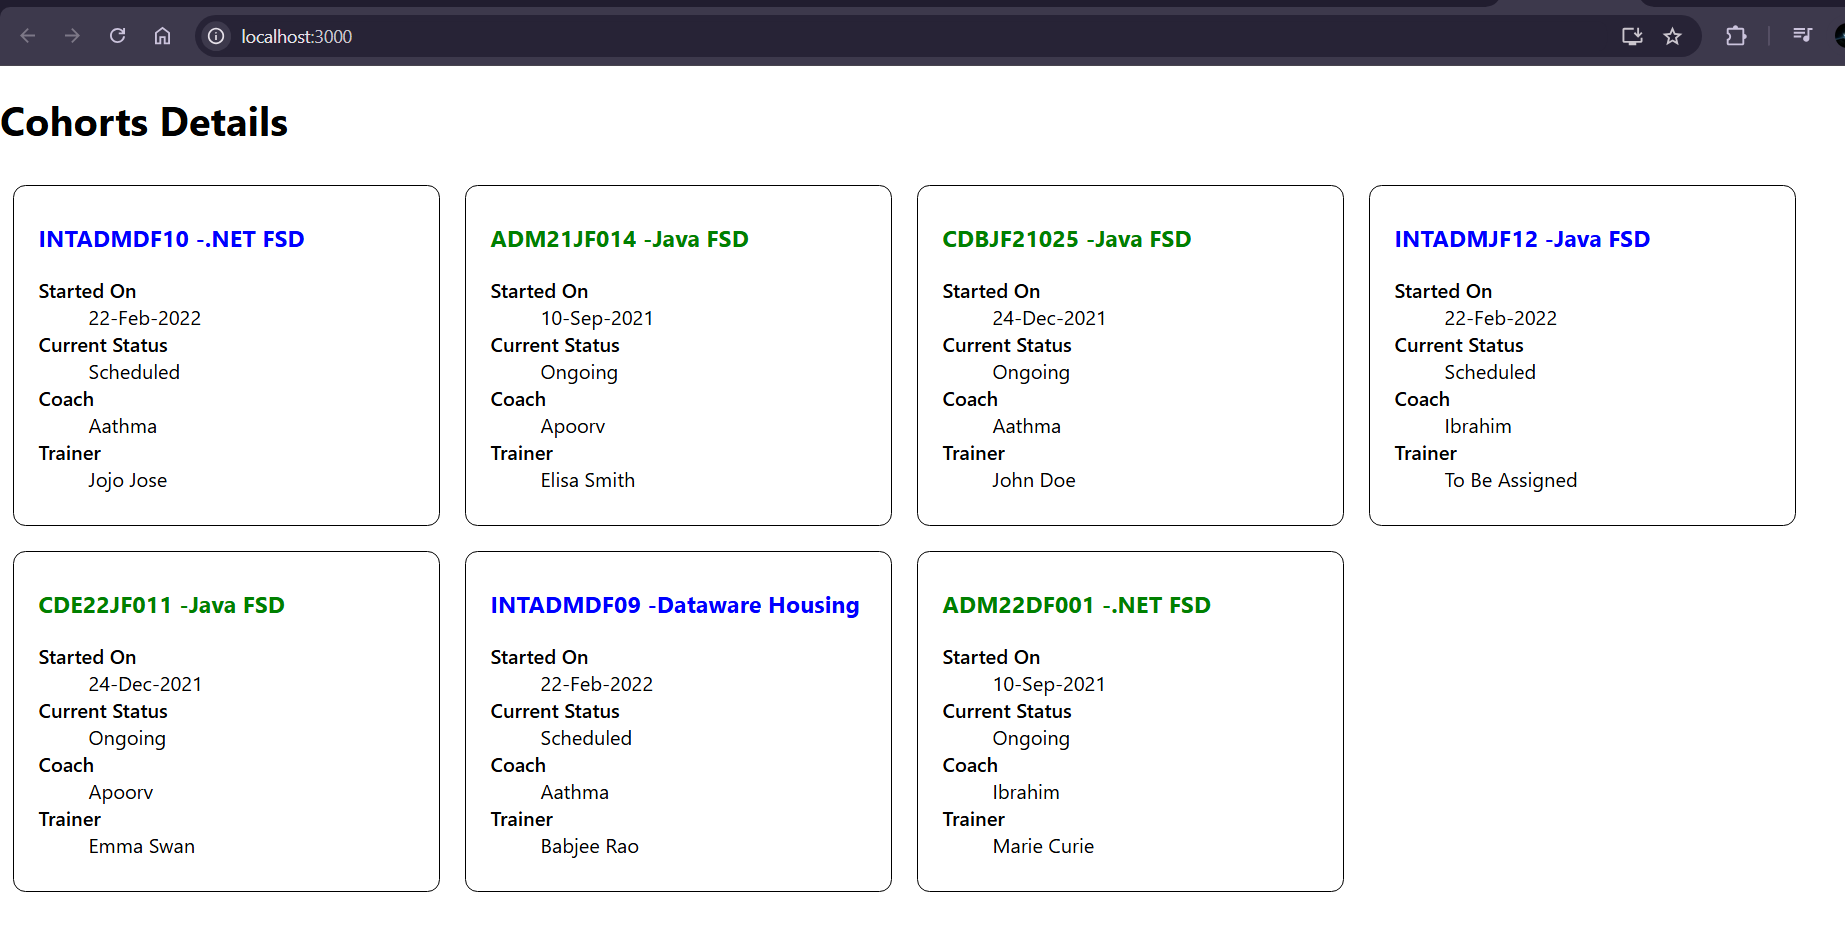 localhost:3000
Cohorts Details
INTADMDF10 -.NET FSD
Started On
22-Feb-2022
Current Status
Scheduled
Coach
Aathma
Trainer
Jojo Jose
ADM21JF014 -Java FSD
Started On
10-Sep-2021
Current Status
Ongoing
Coach
Apoorv
Trainer
Elisa Smith
CDBJF21025 -Java FSD
Started On
24-Dec-2021
Current Status
Ongoing
Coach
Aathma
Trainer
John Doe
INTADMJF12 -Java FSD
Started On
22-Feb-2022
Current Status
Scheduled
Coach
Ibrahim
Trainer
To Be Assigned
CDE22JF011 -Java FSD
Started On
24-Dec-2021
Current Status
Ongoing
Coach
Apoorv
Trainer
Emma Swan
INTADMDF09 -Dataware Housing
Started On
22-Feb-2022
Current Status
Scheduled
Coach
Aathma
Trainer
Babjee Rao
ADM22DF001 -.NET FSD
Started On
10-Sep-2021
Current Status
Ongoing
Coach
Ibrahim
Trainer
Marie Curie